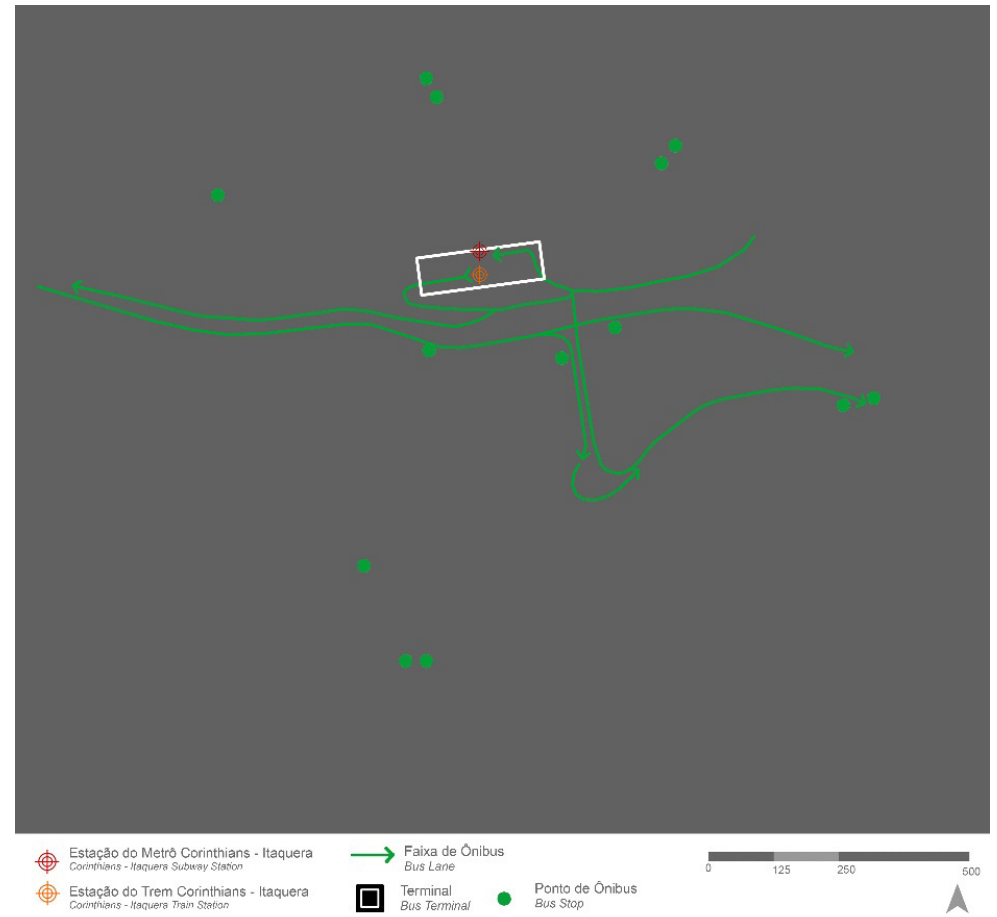 Estação do Metrô Corinthians - Itaquera
Corinthians - Itaquera Subway Station
Estação do Trem Corinthians - Itaquera
Corinthians - Itaquera Train Station
Faixa de Ônibus
Bus Lane
Terminal
Bus Terminal
Ponto de Ônibus
Bus Stop
0 125 250 500